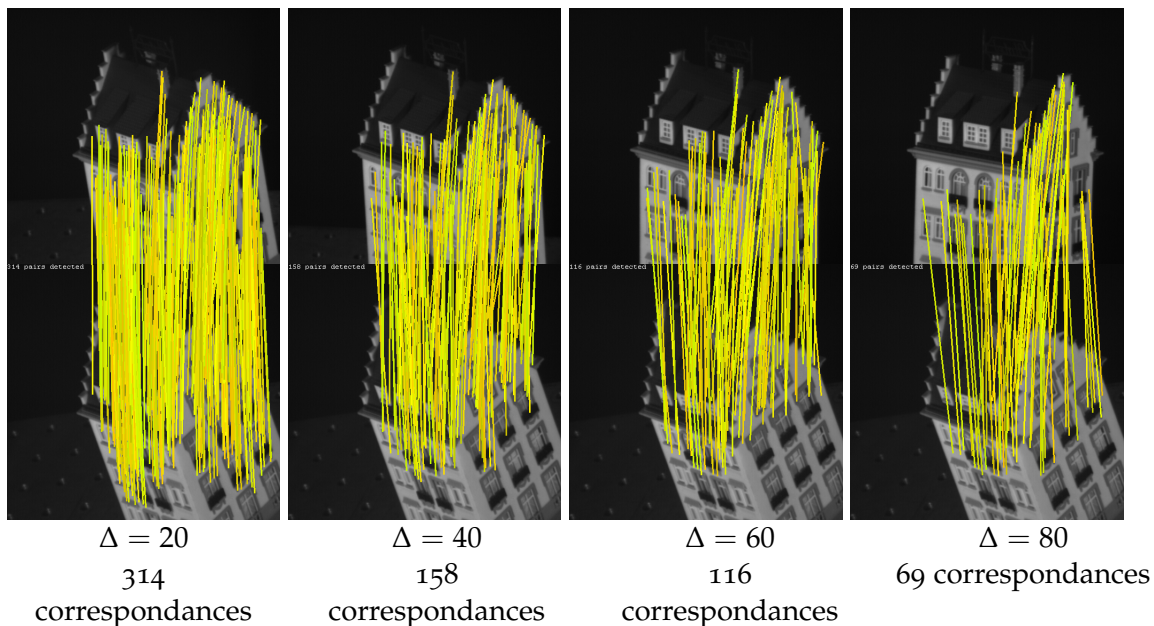 314 pairs detected
158 pairs detected
116 pairs detected
69 pairs detected
Δ = 20
314
correspondances
Δ = 40
158
correspondances
Δ = 60
116
correspondances
Δ = 80
69 correspondances